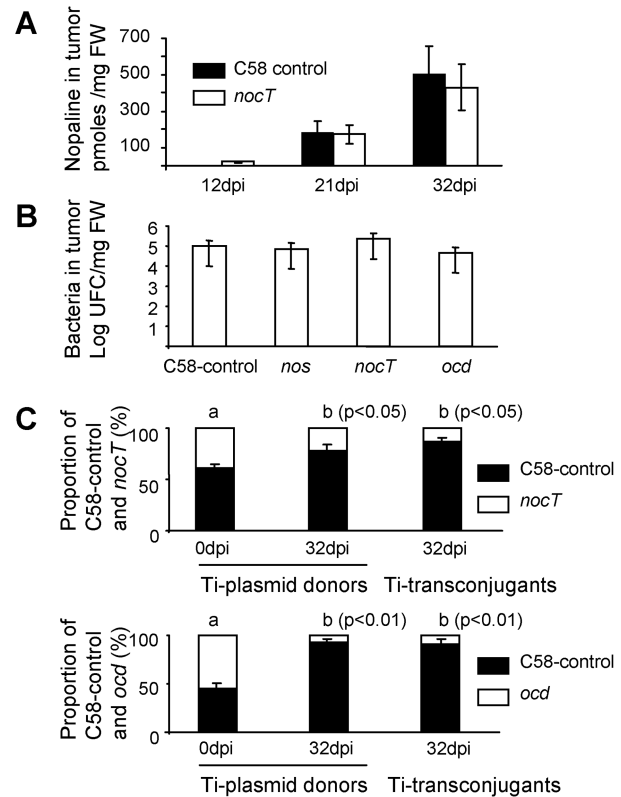 A
Nopaline in tumor
pmoles /mg FW
700
500
300
100
C58 control
nocT
12dpi
21dpi
32dpi
B
Bacteria in tumor
Log UFC/mg FW
6
5
4
3
2
1
C58-control
nos
nocT
ocd
C
Proportion of
C58-control
and nocT (%)
100
50
0
a
b (p<0.05)
b (p<0.05)
C58-control
nocT
0dpi
32dpi
32dpi
Ti-plasmid donors
Ti-transconjugants
Proportion of
C58-control
and ocd (%)
100
50
0
a
b (p<0.01)
b (p<0.01)
C58-control
ocd
0dpi
32dpi
32dpi
Ti-plasmid donors
Ti-transconjugants